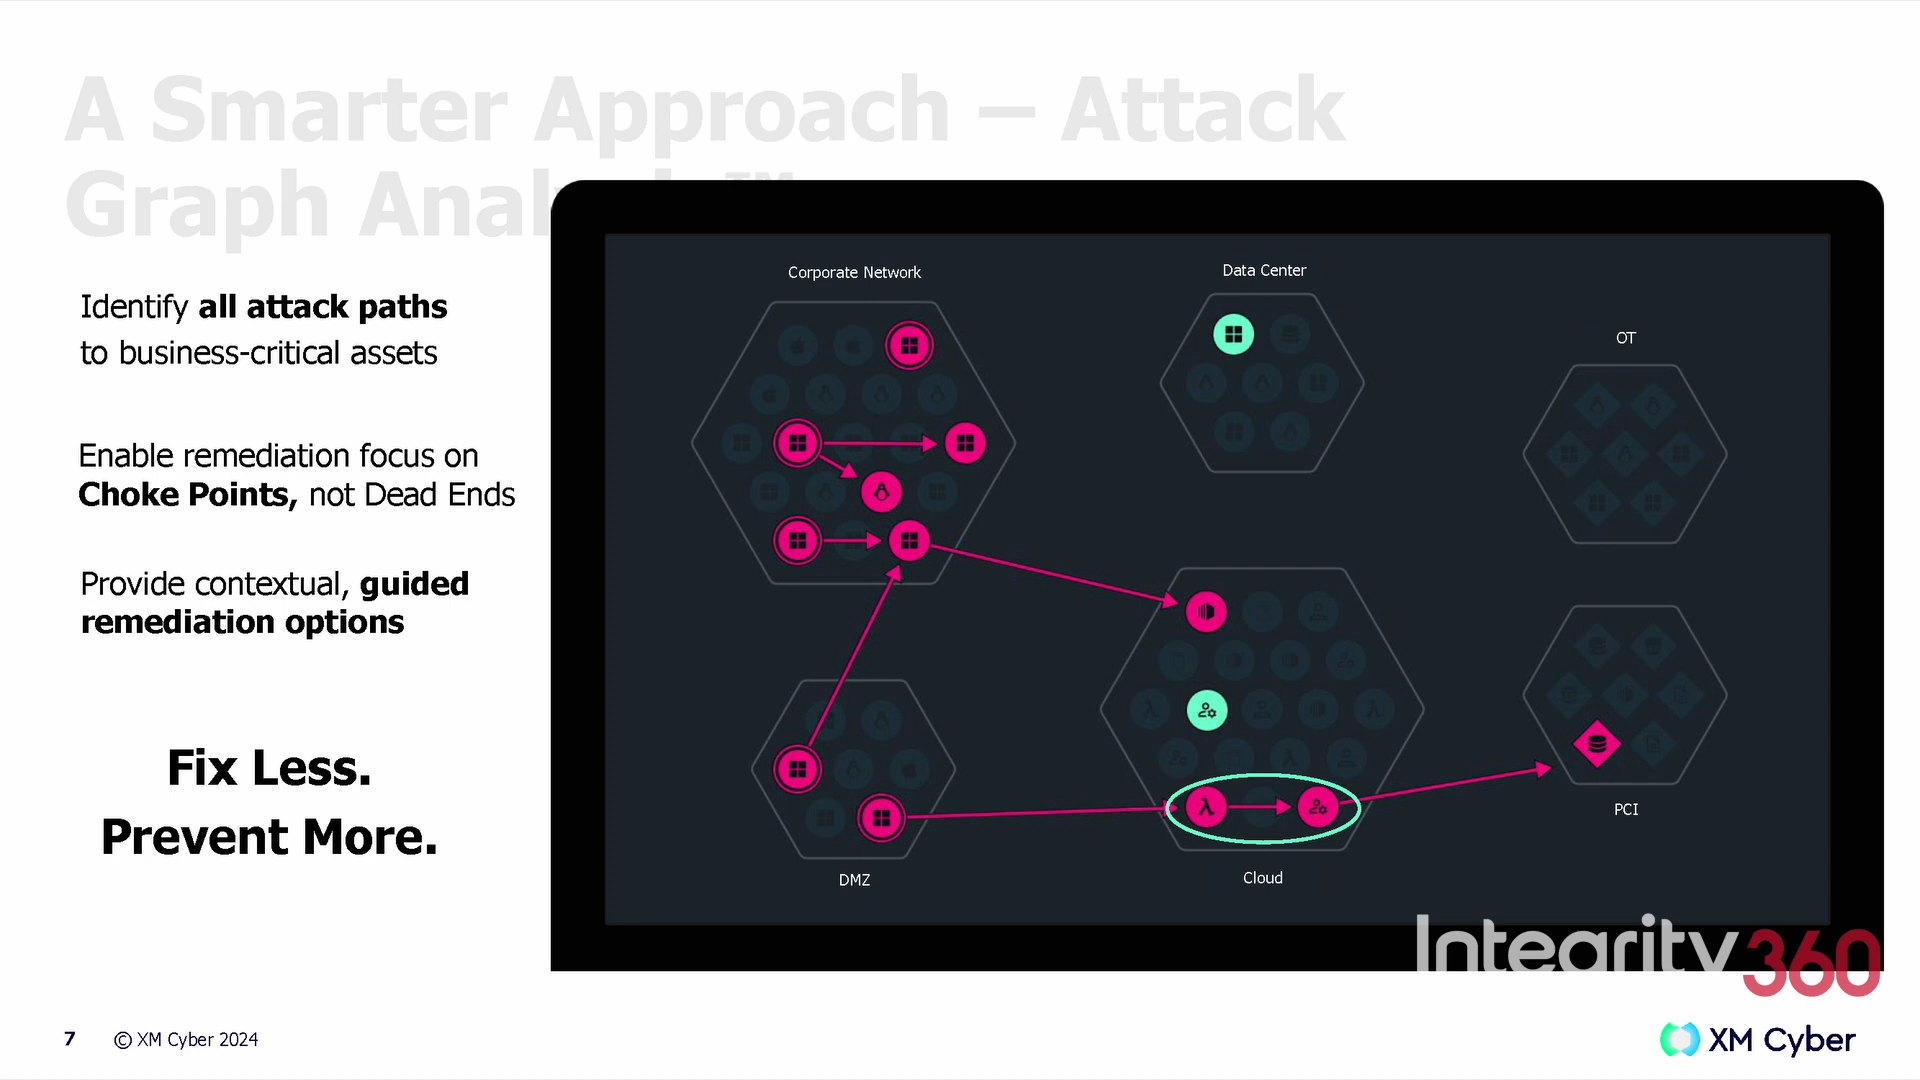 A Smarter Approach – Attack
Graph Analysis™
Identify all attack paths
to business-critical assets
Enable remediation focus on
Choke Points, not Dead Ends
Provide contextual, guided
remediation options
Fix Less.
Prevent More.
Corporate Network
Data Center
OT
DMZ
Cloud
PCI
Integrity360
7 © XM Cyber 2024
XM Cyber